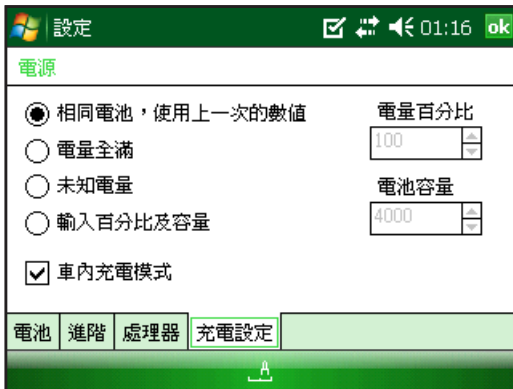 設定 01:16 ok
電源
相同電池，使用上一次的數值
電量全滿
未知電量
輸入百分比及容量
電量百分比
100
電池容量
4000
車內充電模式
電池 進階 處理器 充電設定
A